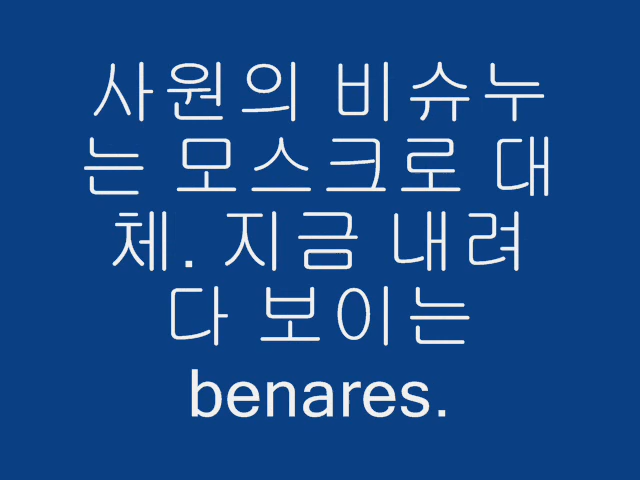 사원의 비슈누
는 모스크로 대
체. 지금 내려
다 보이는
benares.